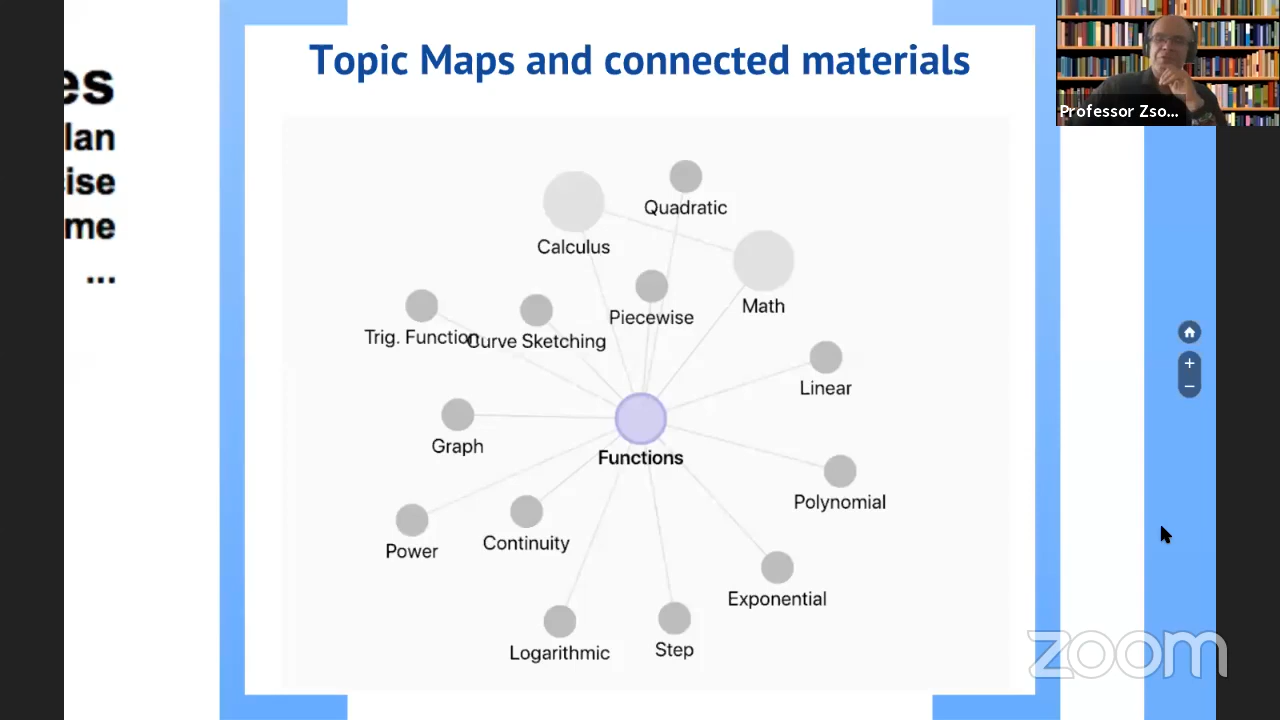 es
lan
ise
me
...
Topic Maps and connected materials
Professor Zso...
Quadratic
Calculus
Math
Piecewise
Trig. Function
Curve Sketching
Linear
Graph
Functions
Polynomial
Power
Continuity
Exponential
Logarithmic
Step
zoom